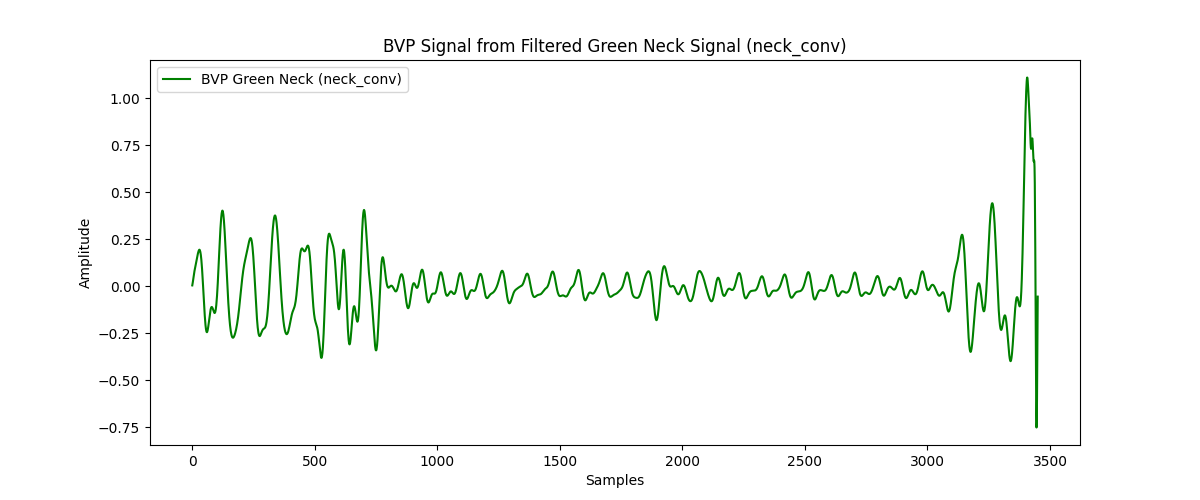 BVP Signal from Filtered Green Neck Signal (neck_conv)
BVP Green Neck (neck_conv)
1.00
0.75
0.50
0.25
0.00
−0.25
−0.50
−0.75
Amplitude
0 500 1000 1500 2000 2500 3000 3500
Samples